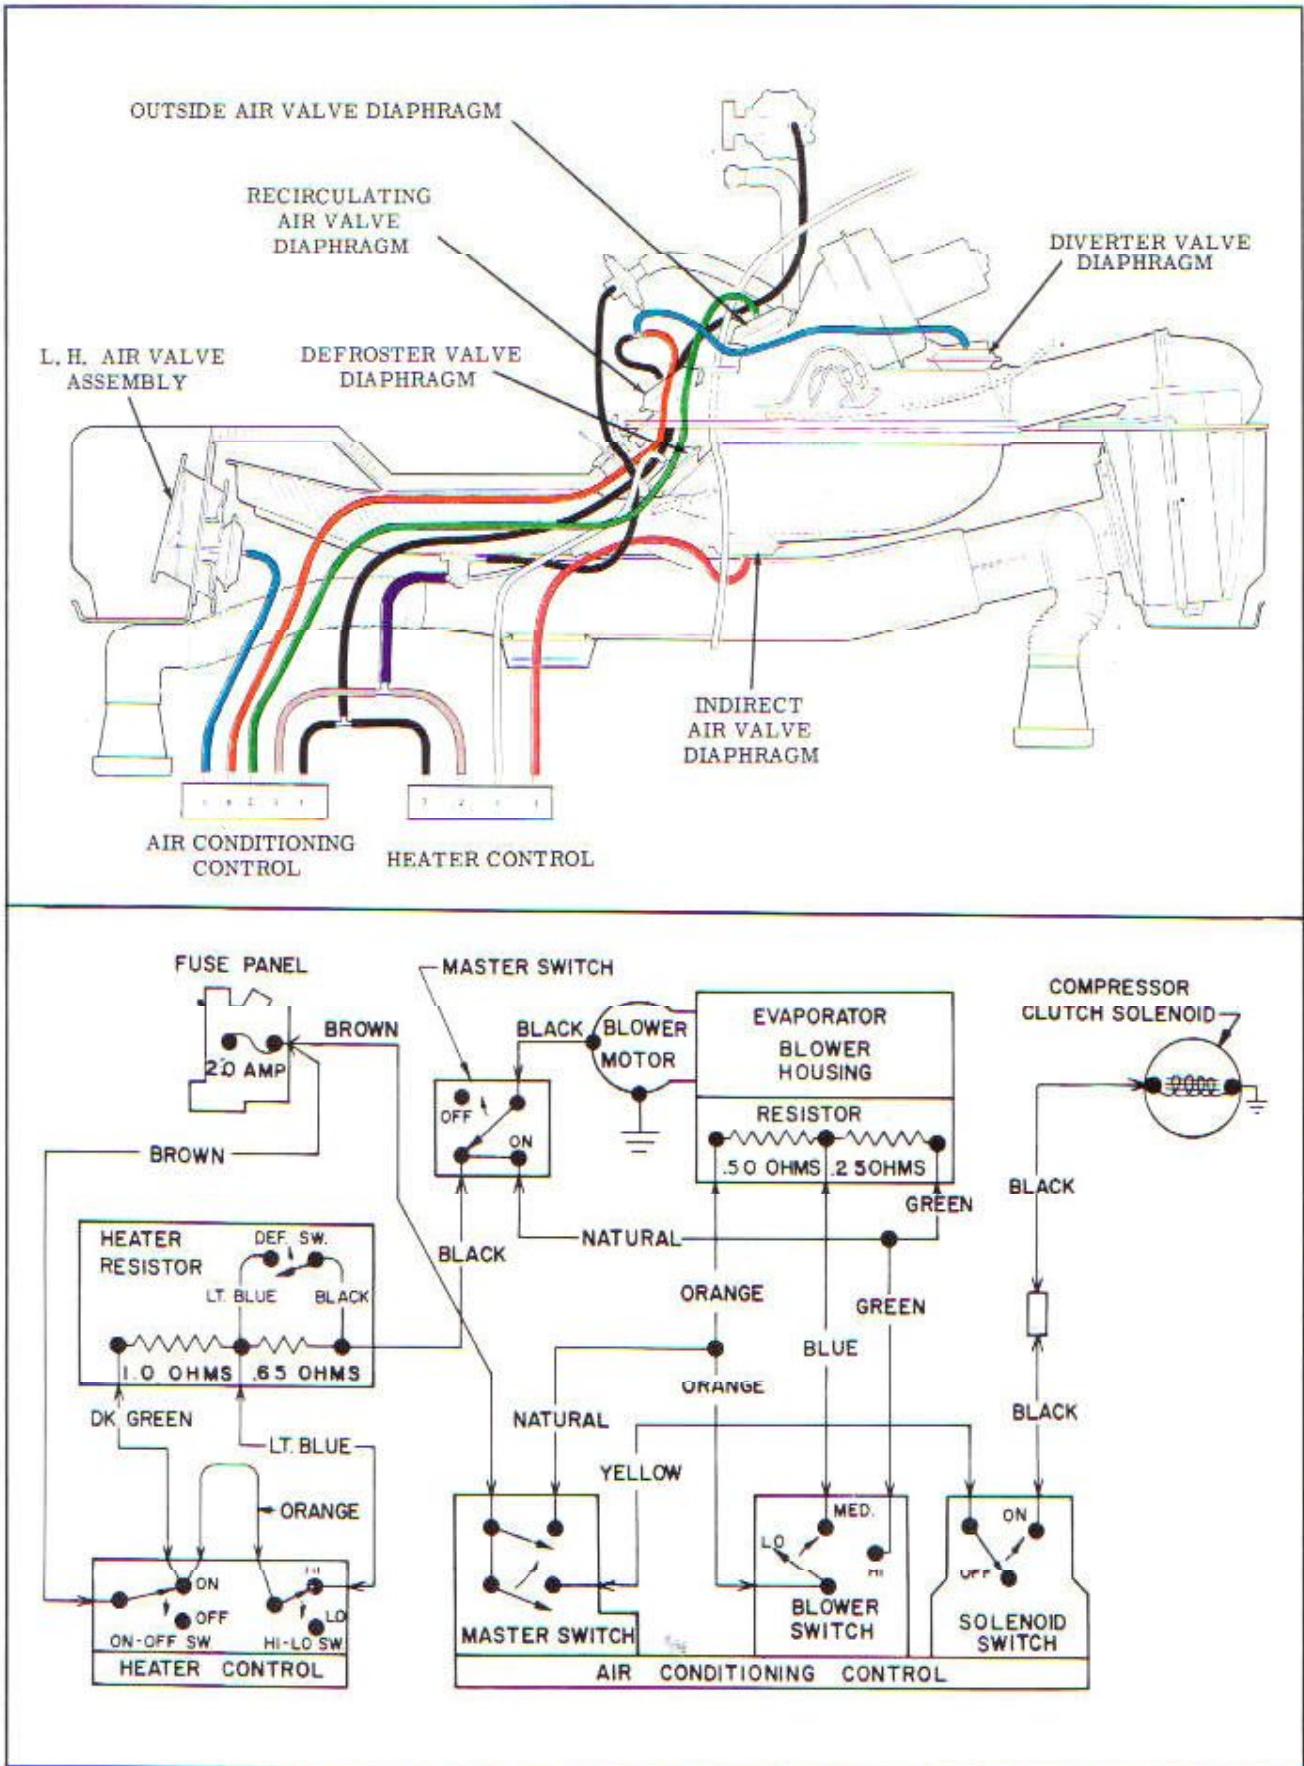 OUTSIDE AIR VALVE DIAPHRAGM
RECIRCULATING
AIR VALVE
DIAPHRAGM
DIVERTER VALVE
DIAPHRAGM
L. H. AIR VALVE
ASSEMBLY
DEFROSTER VALVE
DIAPHRAGM
INDIRECT
AIR VALVE
DIAPHRAGM
AIR CONDITIONING
CONTROL
HEATER CONTROL
FUSE PANEL
MASTER SWITCH
COMPRESSOR
CLUTCH SOLENOID
BROWN
BLACK
BLOWER
MOTOR
EVAPORATOR
BLOWER
HOUSING
20 AMP
OFF
ON
RESISTOR
.50 OHMS
.25 OHMS
BROWN
BLACK
GREEN
NATURAL
BLACK
HEATER
RESISTOR
DEF. SW.
LT. BLUE
BLACK
ORANGE
GREEN
BLUE
1.0 OHMS
.65 OHMS
ORANGE
DK GREEN
NATURAL
BLACK
LT. BLUE
YELLOW
ORANGE
MED.
LO
HI
ON
OFF
ON
OFF
HI
LO
ON-OFF SW.
HI-LO SW.
HEATER CONTROL
MASTER SWITCH
BLOWER
SWITCH
SOLENOID
SWITCH
AIR CONDITIONING CONTROL